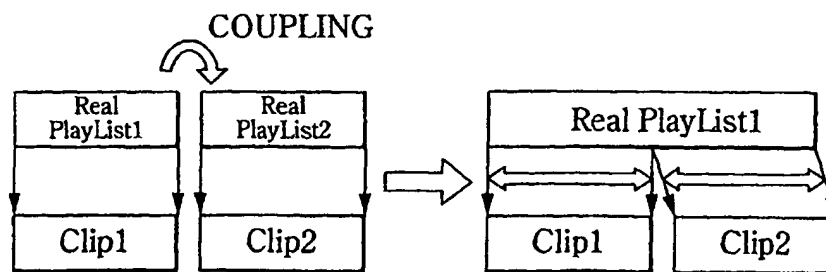 COUPLING
Real
PlayList1
Real
PlayList2
Real PlayList1
Clip1
Clip2
Clip1
Clip2